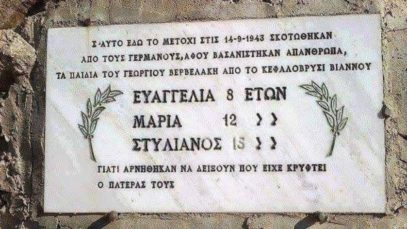 Σ' ΑΥΤΟ ΕΔΩ ΤΟ ΜΕΤΟΧΙ ΣΤΙΣ 14-9-1943 ΣΚΟΤΩΘΗΚΑΝ
ΑΠΟ ΤΟΥΣ ΓΕΡΜΑΝΟΥΣ, ΑΦΟΥ ΒΑΣΑΝΙΣΤΗΚΑΝ ΑΠΑΝΘΡΩΠΑ,
ΤΑ ΠΑΙΔΙΑ ΤΟΥ ΓΕΩΡΓΙΟΥ ΒΕΡΒΕΛΑΚΗ ΑΠΟ ΤΟ ΚΕΦΑΛΟΒΡΥΣΙ ΒΙΑΝΝΟΥ
ΕΥΑΓΓΕΛΙΑ 8 ΕΤΩΝ
ΜΑΡΙΑ 12 》》
ΣΤΥΛΙΑΝΟΣ 15 》》
ΓΙΑΤΙ ΑΡΝΗΘΗΚΑΝ ΝΑ ΔΕΙΞΟΥΝ ΠΟΥ ΕΙΧΕ ΚΡΥΦΤΕΙ
Ο ΠΑΤΕΡΑΣ ΤΟΥΣ